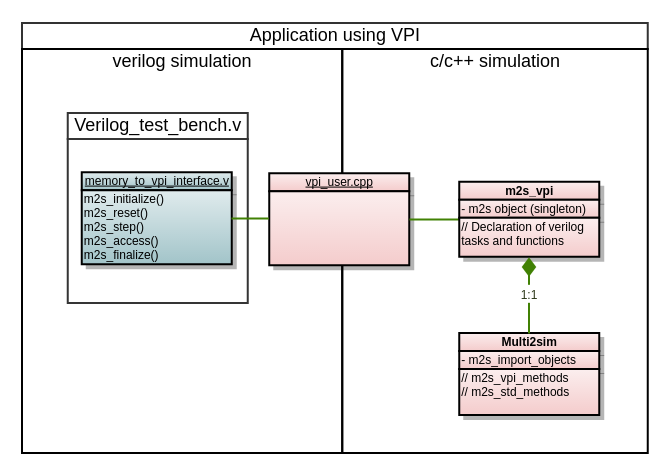 Application using VPI
verilog simulation
c/c++ simulation
Verilog_test_bench.v
memory_to_vpi_interface.v
m2s_initialize()
m2s_reset()
m2s_step()
m2s_access()
m2s_finalize()
vpi_user.cpp
m2s_vpi
- m2s object (singleton)
// Declaration of verilog
tasks and functions
1:1
Multi2sim
- m2s_import_objects
// m2s_vpi_methods
// m2s_std_methods